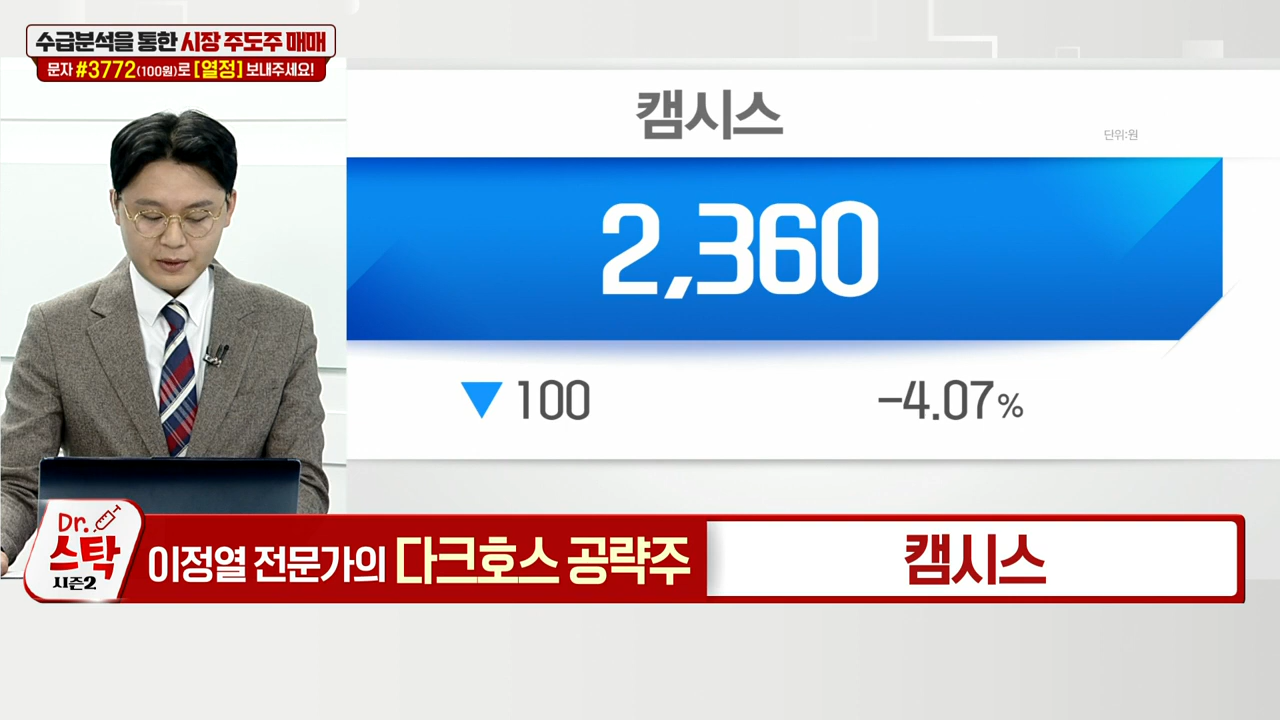 수급분석을 통한 시장 주도주 매매
문자 #3772(100원)로 [열정] 보내주세요!
캠시스
단위:원
2,360
▼ 100
-4.07%
Dr.
스탁
시즌2
이정열 전문가의 다크호스 공략주
캠시스